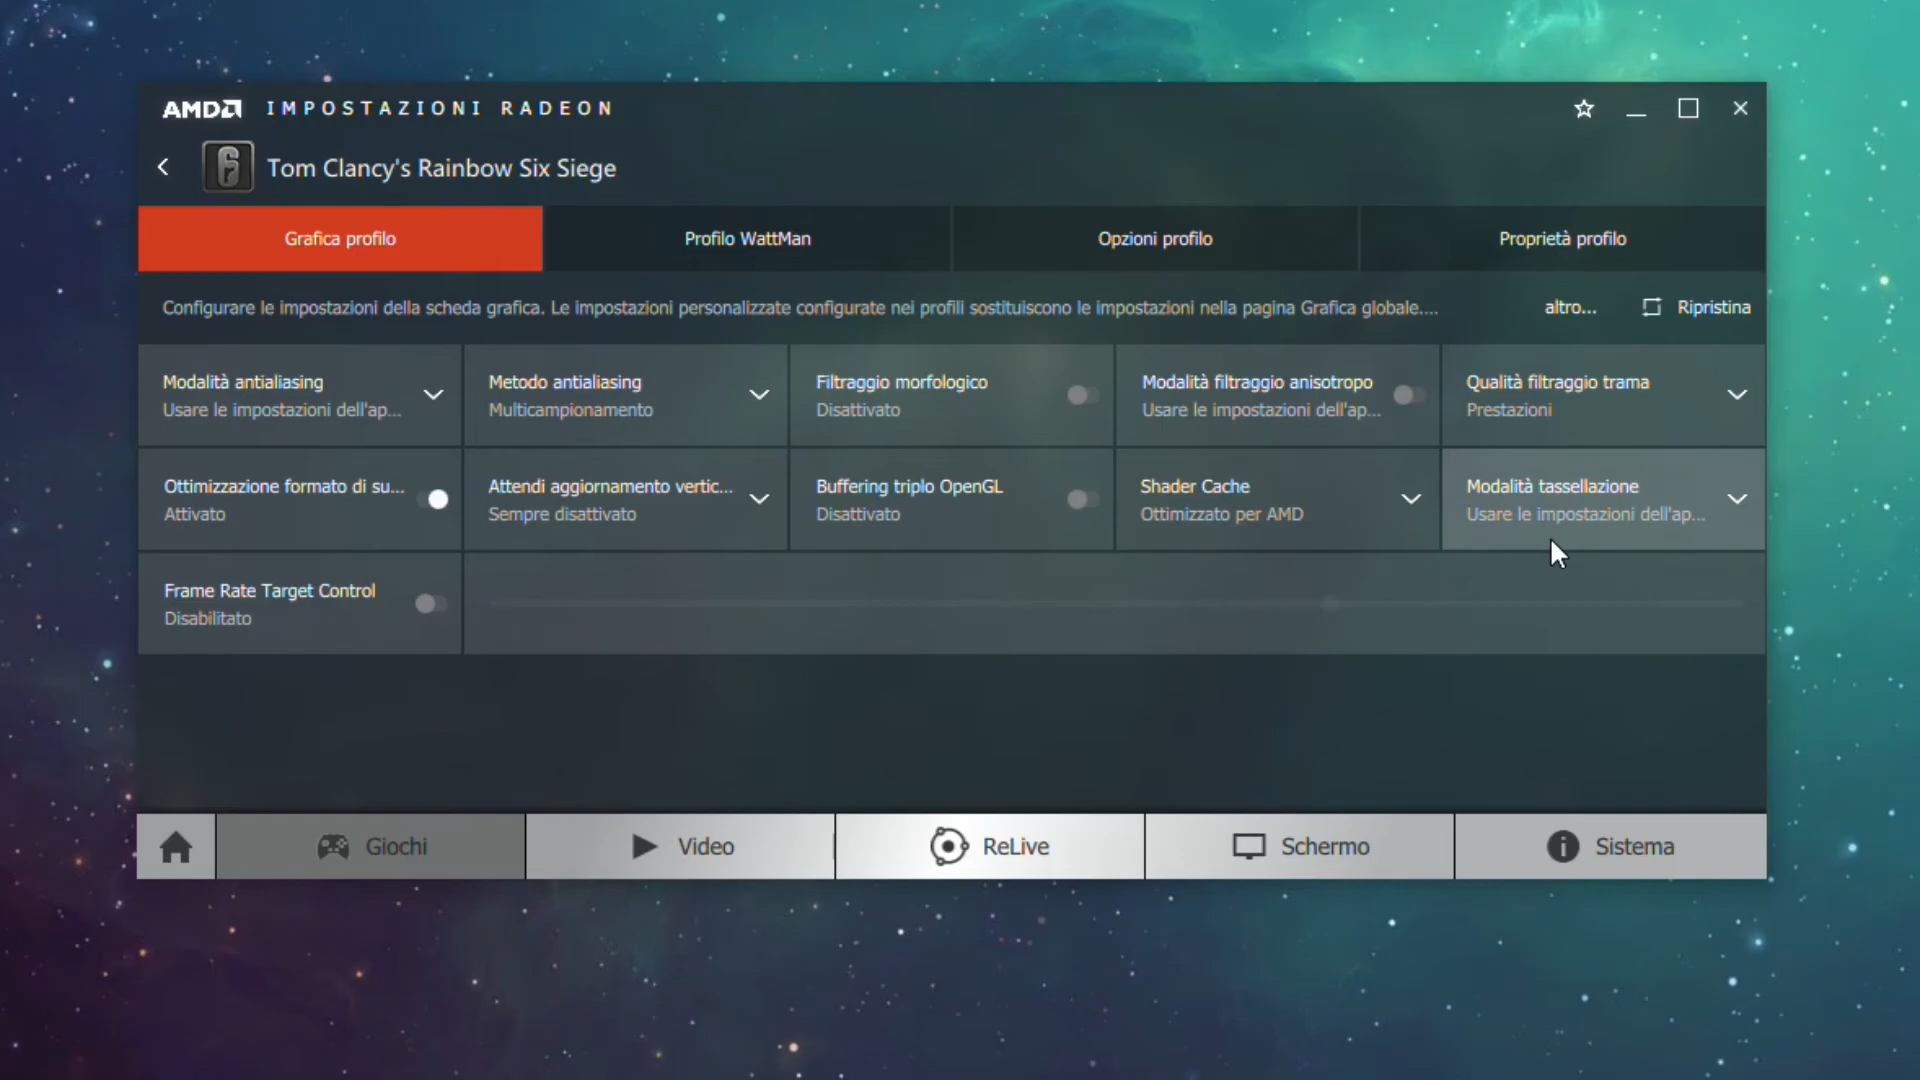 AMD IMPOSTAZIONI RADEON
Tom Clancy's Rainbow Six Siege
Grafica profilo
Profilo WattMan
Opzioni profilo
Proprietà profilo
Configurare le impostazioni della scheda grafica. Le impostazioni personalizzate configurate nei profili sostituiscono le impostazioni nella pagina Grafica globale....
altro...
Ripristina
Modalità antialiasing
Usare le impostazioni dell'ap...
Metodo antialiasing
Multicampionamento
Filtraggio morfologico
Disattivato
Modalità filtraggio anisotropo
Usare le impostazioni dell'ap...
Qualità filtraggio trama
Prestazioni
Ottimizzazione formato di su...
Attivato
Attendi aggiornamento vertic...
Sempre disattivato
Buffering triplo OpenGL
Disattivato
Shader Cache
Ottimizzato per AMD
Modalità tassellazione
Usare le impostazioni dell'ap...
Frame Rate Target Control
Disabilitato
Giochi
Video
ReLive
Schermo
Sistema